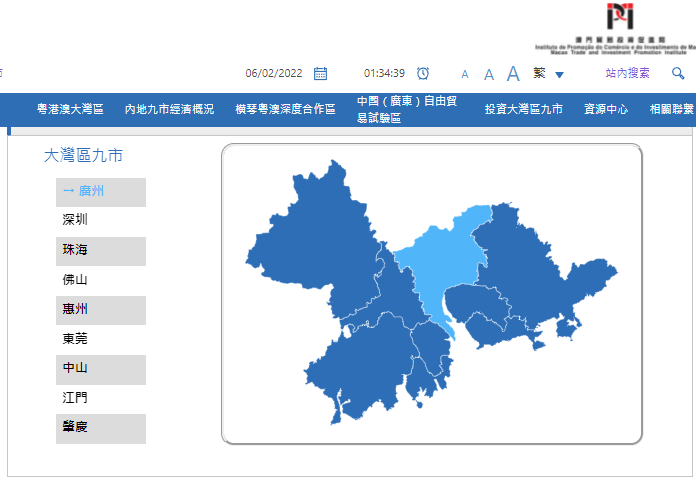 澳門貿易投資促進局
Instituto de Promoção do Comércio e do Investimento de Ma
Macao Trade and Investment Promotion Institute
06/02/2022
01:34:39
A A A 繁
站內搜索
粵港澳大灣區
內地九市經濟概況
橫琴粵澳深度合作區
中國（廣東）自由貿
易試驗區
投資大灣區九市
資源中心
相關聯繫
大灣區九市
→ 廣州
深圳
珠海
佛山
惠州
東莞
中山
江門
肇慶